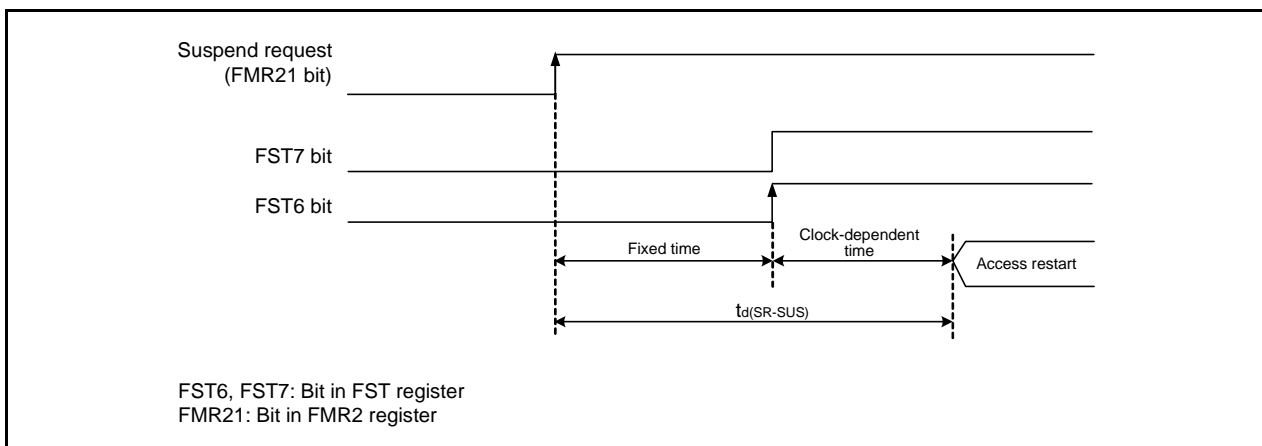 Suspend request
(FMR21 bit)
FST7 bit
FST6 bit
Fixed time
Clock-dependent
time
Access restart
td(SR-SUS)
FST6, FST7: Bit in FST register
FMR21: Bit in FMR2 register